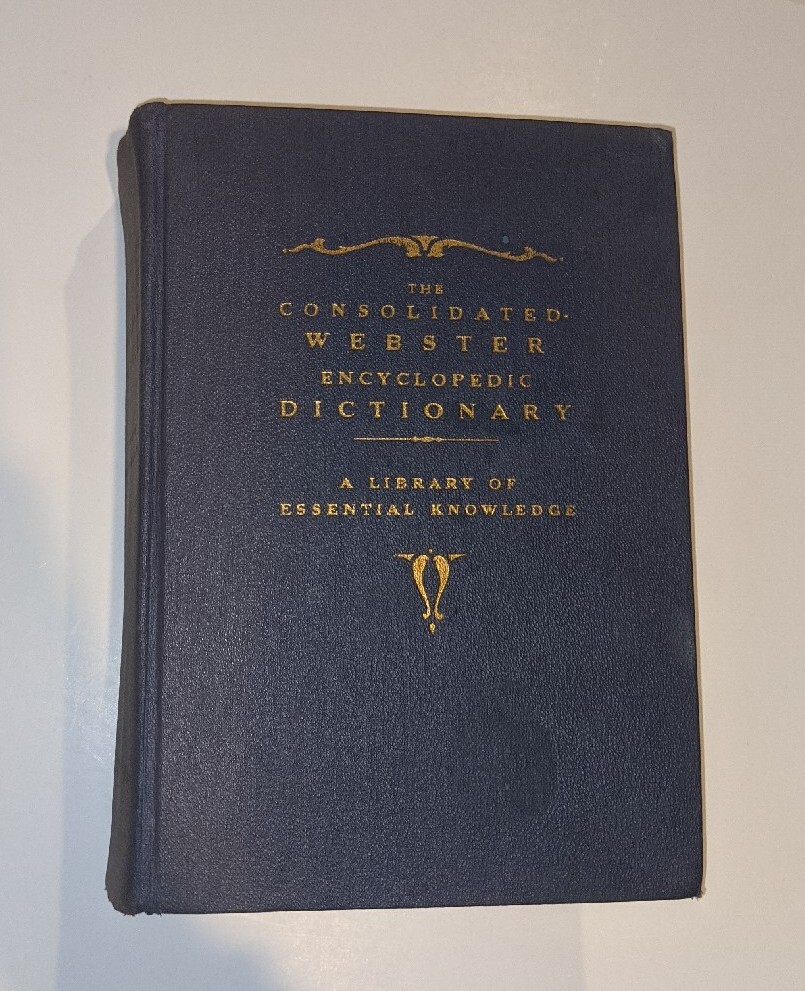 THE
CONSOLIDATED-
WEBSTER
ENCYCLOPEDIC
DICTIONARY
A LIBRARY OF
ESSENTIAL KNOWLEDGE